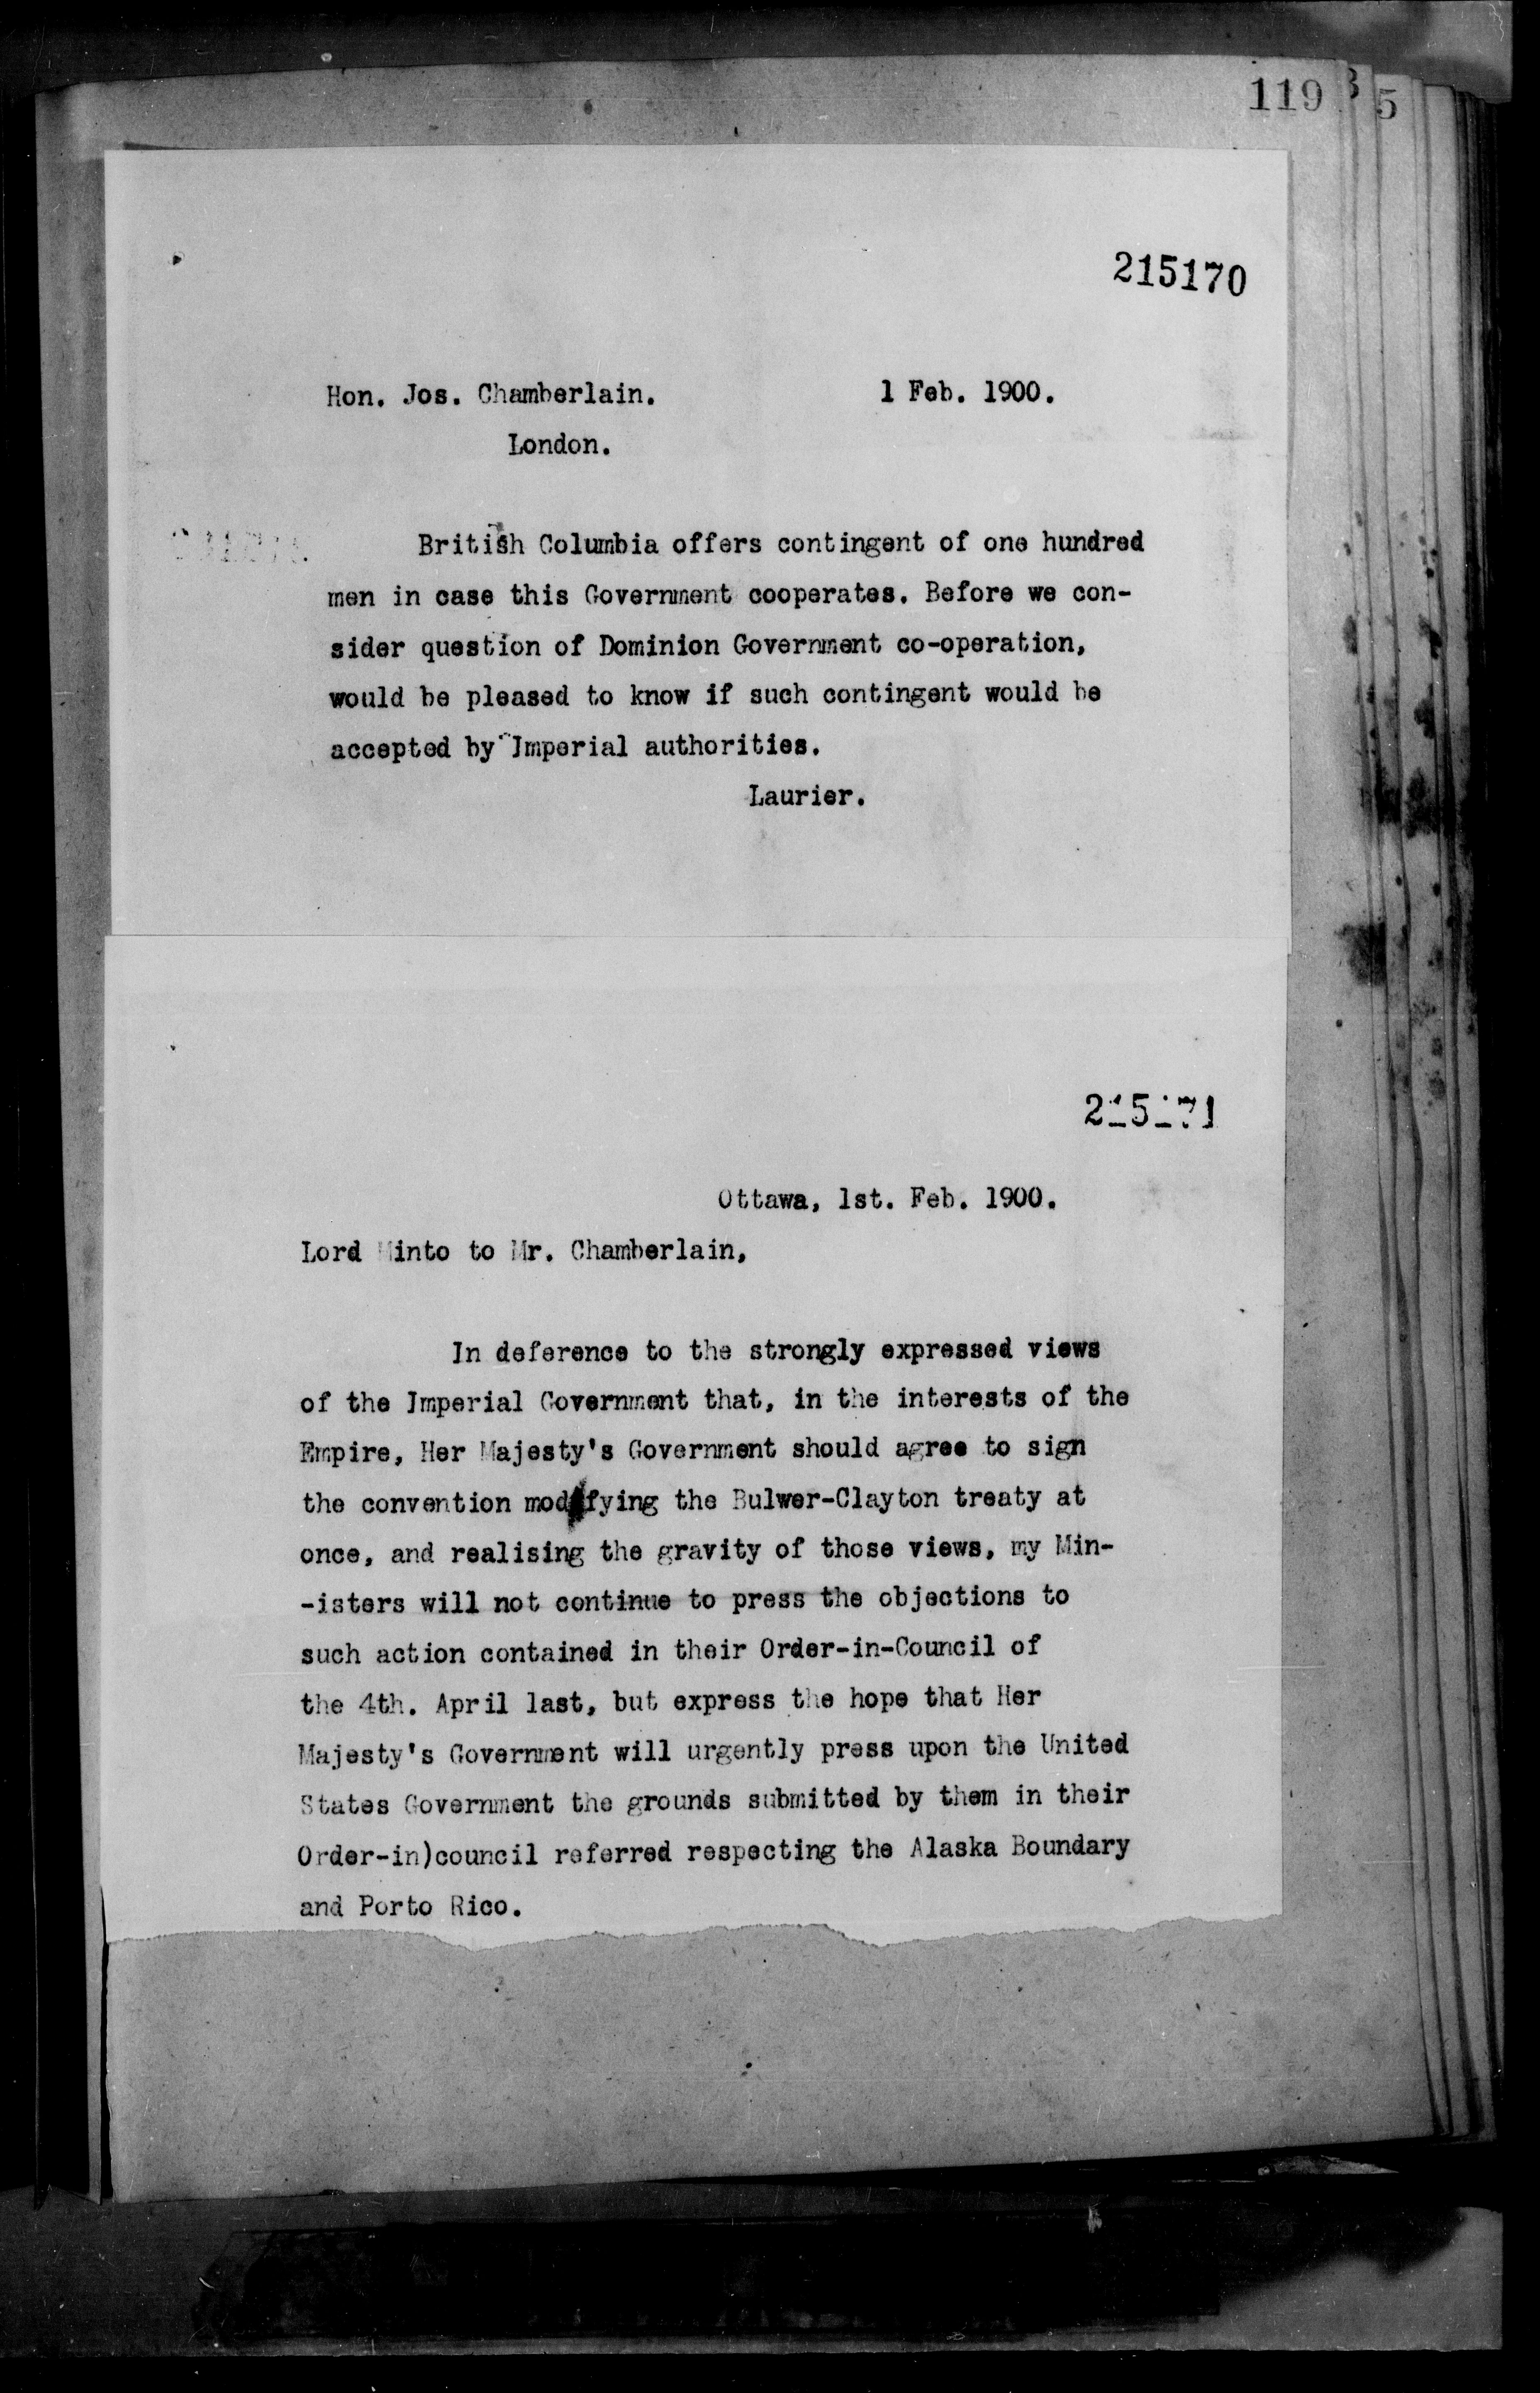 119 3 5
215170
Hon. Jos. Chamberlain. 1 Feb. 1900.
London.
British Columbia offers contingent of one hundred
men in case this Government cooperates. Before we con-
sider question of Dominion Government co-operation,
would be pleased to know if such contingent would be
accepted by Imperial authorities.
Laurier.
215171
Ottawa, 1st. Feb. 1900.
Lord Minto to Mr. Chamberlain,
In deference to the strongly expressed views
of the Imperial Government that, in the interests of the
Empire, Her Majesty's Government should agree to sign
the convention modifying the Bulwer-Clayton treaty at
once, and realising the gravity of those views, my Min-
-isters will not continue to press the objections to
such action contained in their Order-in-Council of
the 4th. April last, but express the hope that Her
Majesty's Government will urgently press upon the United
States Government the grounds submitted by them in their
Order-in)council referred respecting the Alaska Boundary
and Porto Rico.